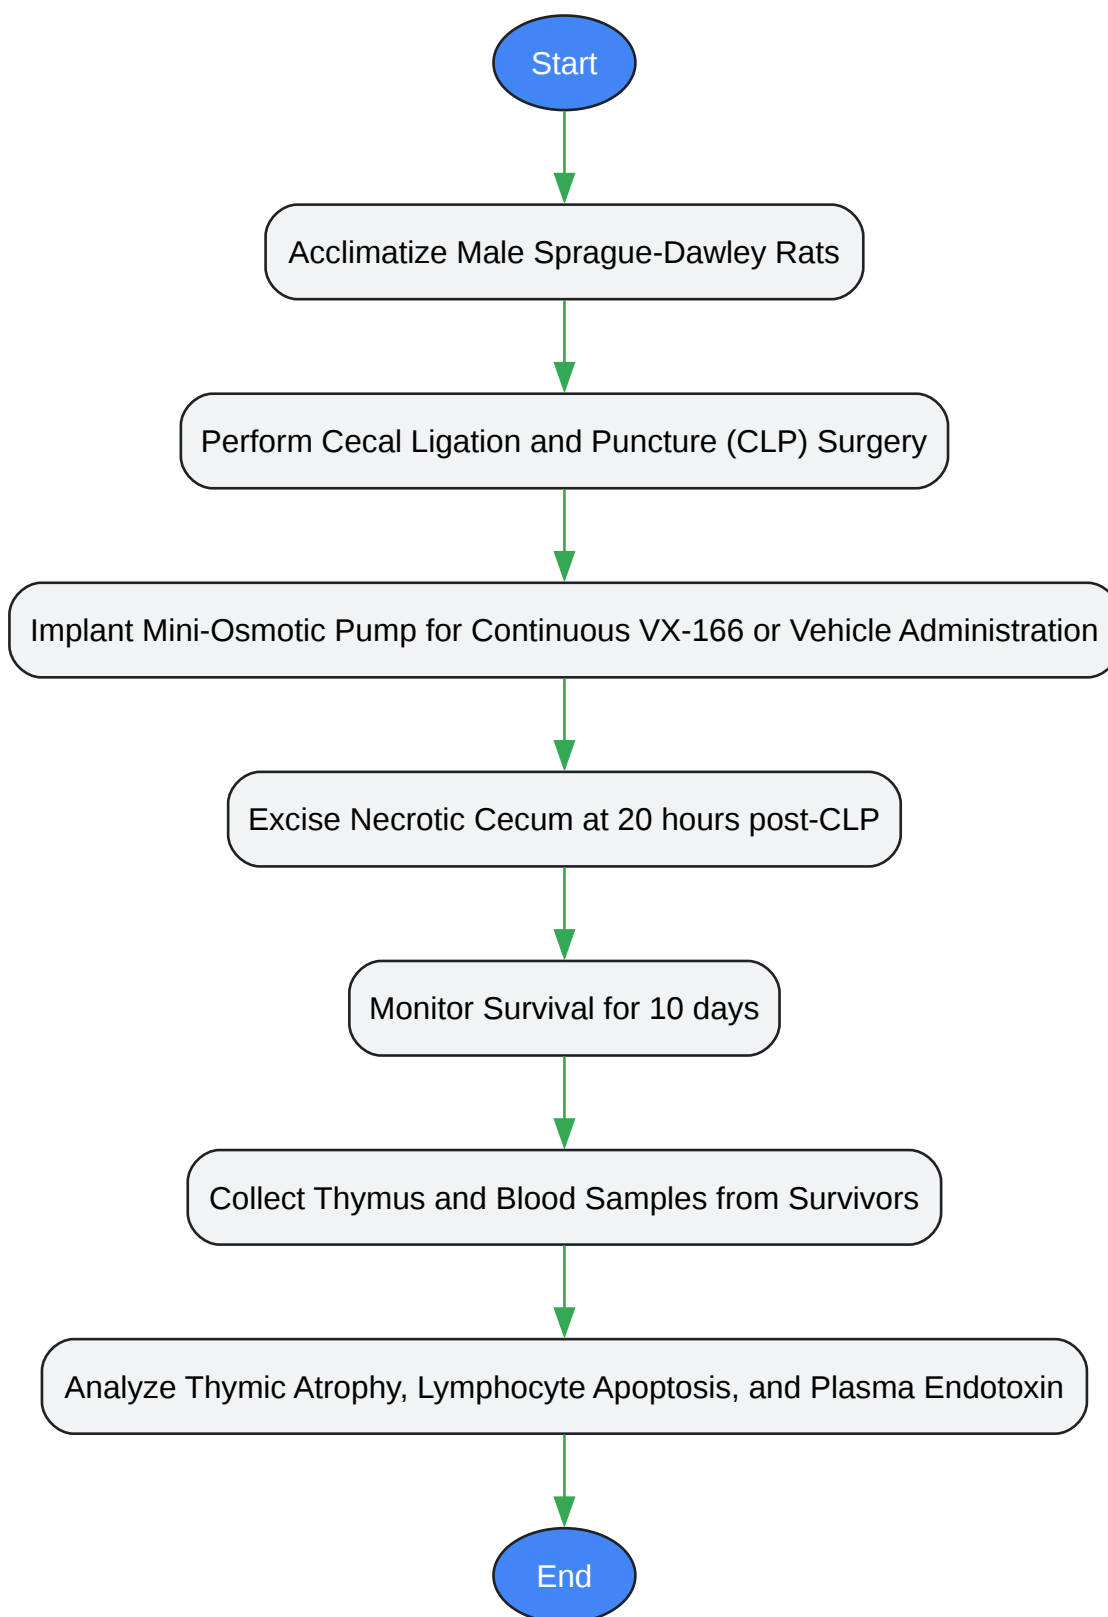 Start
Acclimatize Male Sprague-Dawley Rats
Perform Cecal Ligation and Puncture (CLP) Surgery
Implant Mini-Osmotic Pump for Continuous VX-166 or Vehicle Administration
Excise Necrotic Cecum at 20 hours post-CLP
Monitor Survival for 10 days
Collect Thymus and Blood Samples from Survivors
Analyze Thymic Atrophy, Lymphocyte Apoptosis, and Plasma Endotoxin
End